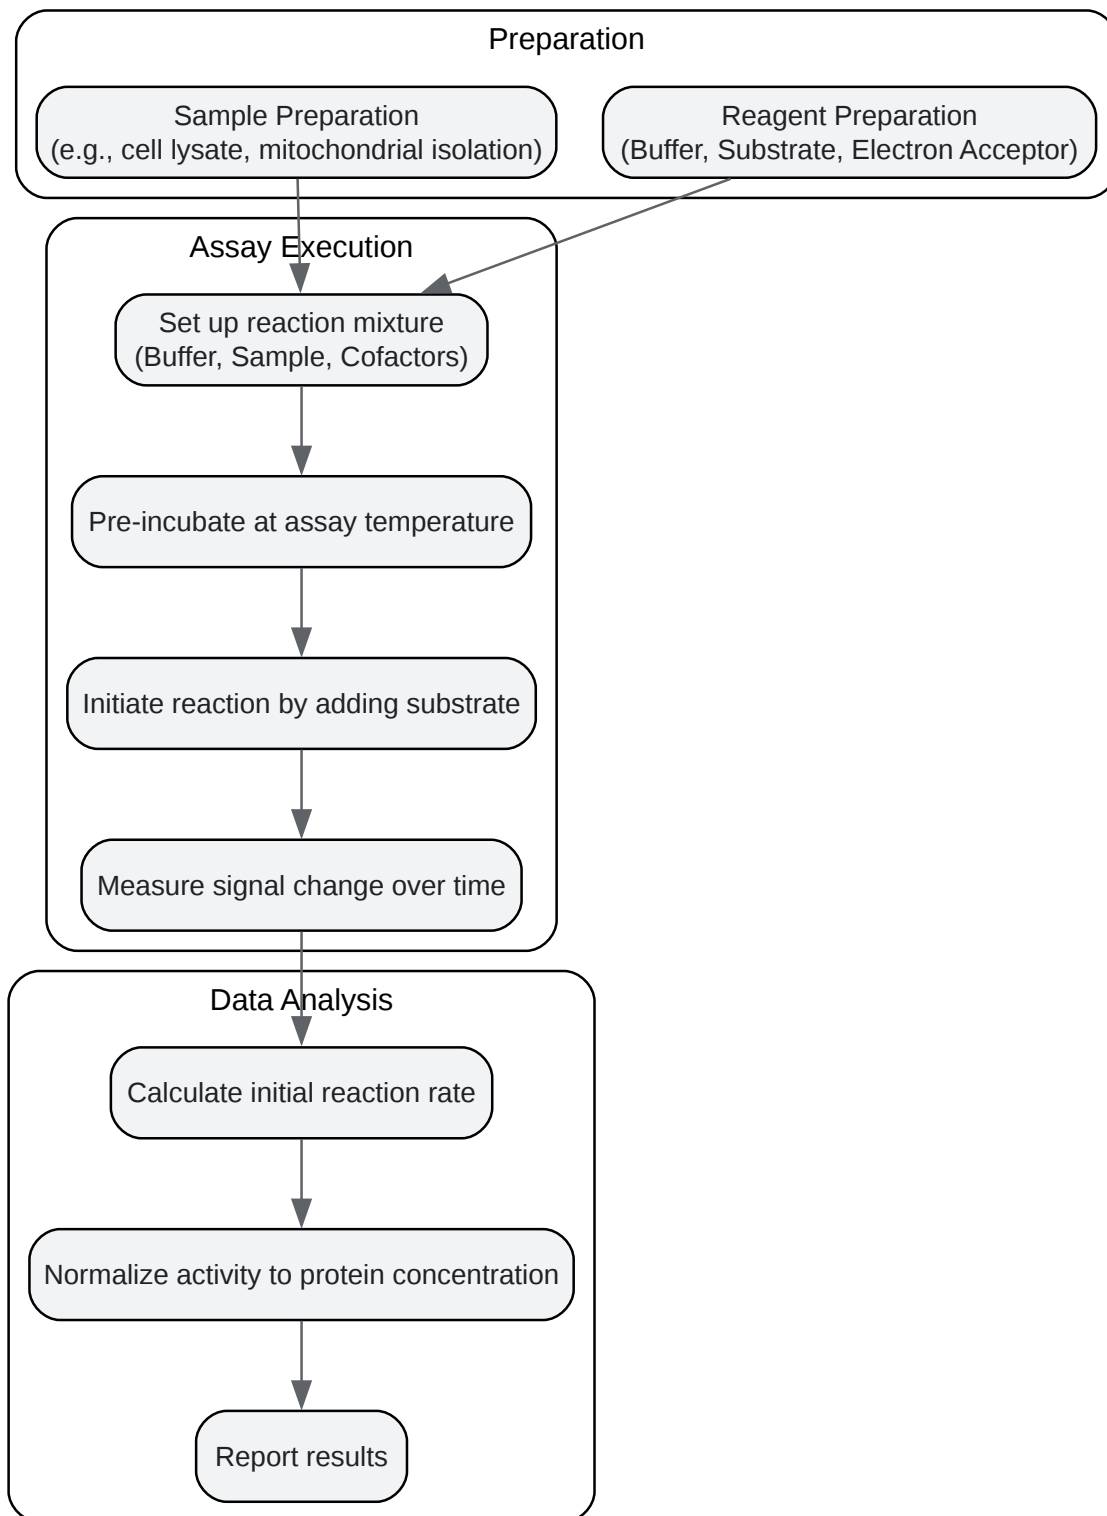 Preparation
Sample Preparation
(e.g., cell lysate, mitochondrial isolation)
Reagent Preparation
(Buffer, Substrate, Electron Acceptor)
Assay Execution
Set up reaction mixture
(Buffer, Sample, Cofactors)
Pre-incubate at assay temperature
Initiate reaction by adding substrate
Measure signal change over time
Data Analysis
Calculate initial reaction rate
Normalize activity to protein concentration
Report results